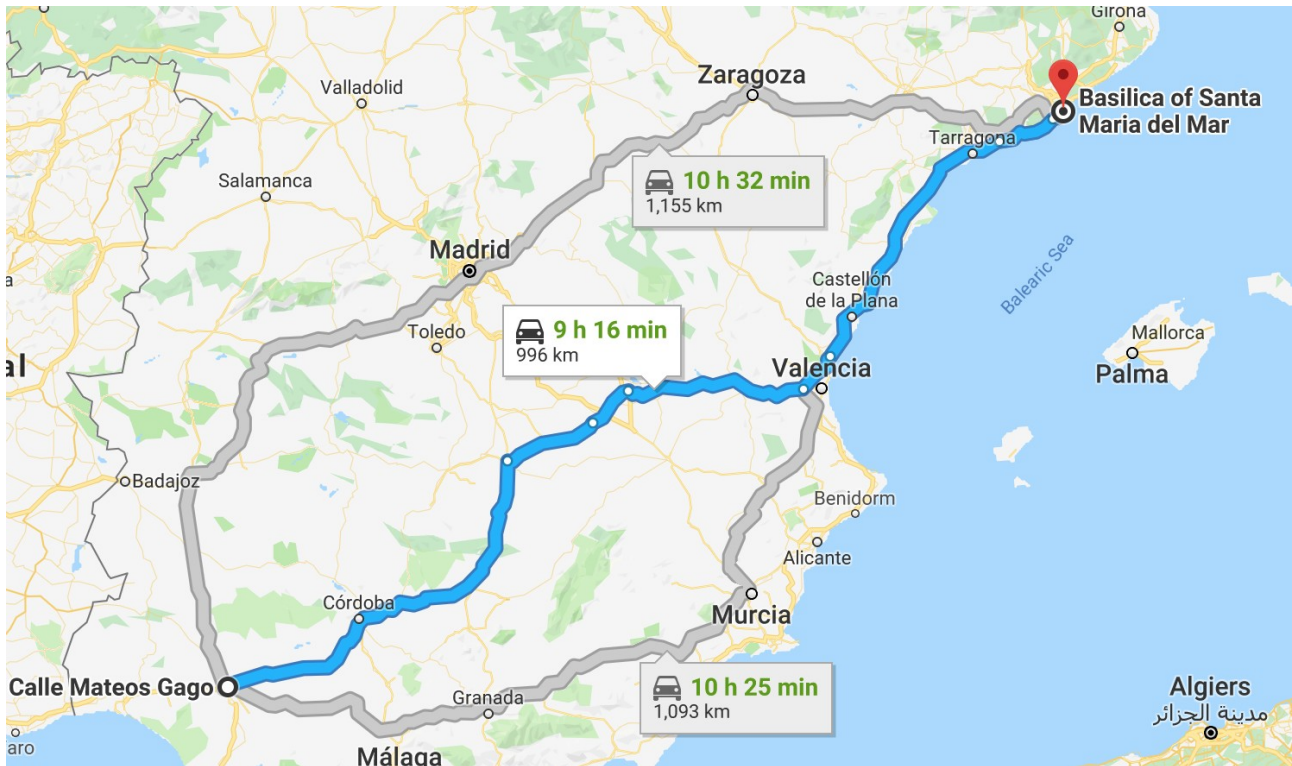 Girona
Zaragoza
Valladolid
Basilica of Santa
Maria del Mar
Tarragona
Salamanca
10 h 32 min
1,155 km
Madrid
Balearic Sea
Castellón
de la Plana
Toledo
9 h 16 min
996 km
Mallorca
Palma
al
a
Valencia
Badajoz
Benidorm
Alicante
Córdoba
Murcia
Calle Mateos Gago
Granada
10 h 25 min
1,093 km
Algiers
مدينة الجزائر
aro
Málaga